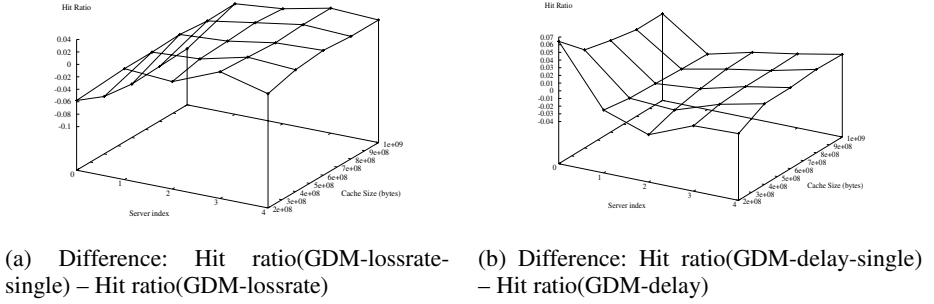 Hit Ratio
0.04
0.02
0
-0.02
-0.04
-0.06
-0.08
-0.1
0
1
2
3
4
Server index
2e+08
3e+08
4e+08
5e+08
6e+08
7e+08
8e+08
9e+08
1e+09
Cache Size (bytes)
Hit Ratio
0.07
0.06
0.05
0.04
0.03
0.02
0.01
0
-0.01
-0.02
-0.03
-0.04
0
1
2
3
4
Server index
2e+08
3e+08
4e+08
5e+08
6e+08
7e+08
8e+08
9e+08
1e+09
Cache Size (bytes)
(a) Difference: Hit ratio(GDM-lossrate-
single) – Hit ratio(GDM-lossrate)
(b) Difference: Hit ratio(GDM-delay-single)
– Hit ratio(GDM-delay)